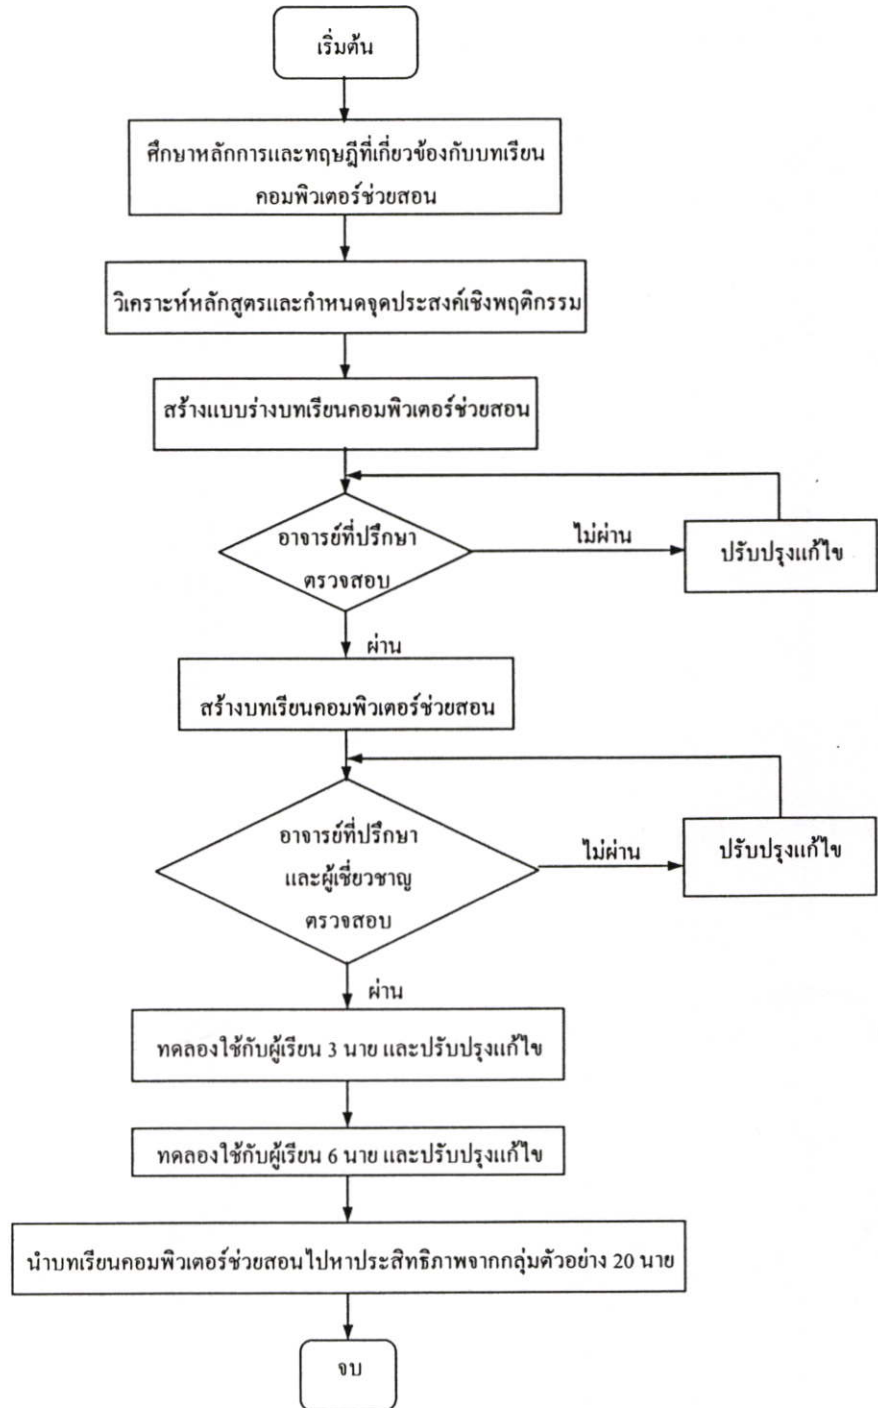 เริ่มต้น
ศึกษาหลักการและทฤษฎีที่เกี่ยวข้องกับบทเรียน
คอมพิวเตอร์ช่วยสอน
วิเคราะห์หลักสูตรและกำหนดจุดประสงค์เชิงพฤติกรรม
สร้างแบบร่างบทเรียนคอมพิวเตอร์ช่วยสอน
อาจารย์ที่ปรึกษา
ตรวจสอบ
ไม่ผ่าน
ปรับปรุงแก้ไข
ผ่าน
สร้างบทเรียนคอมพิวเตอร์ช่วยสอน
อาจารย์ที่ปรึกษา
และผู้เชี่ยวชาญ
ตรวจสอบ
ไม่ผ่าน
ปรับปรุงแก้ไข
ผ่าน
ทดลองใช้กับผู้เรียน 3 นาย และปรับปรุงแก้ไข
ทดลองใช้กับผู้เรียน 6 นาย และปรับปรุงแก้ไข
นำบทเรียนคอมพิวเตอร์ช่วยสอนไปหาประสิทธิภาพจากกลุ่มตัวอย่าง 20 นาย
จบ